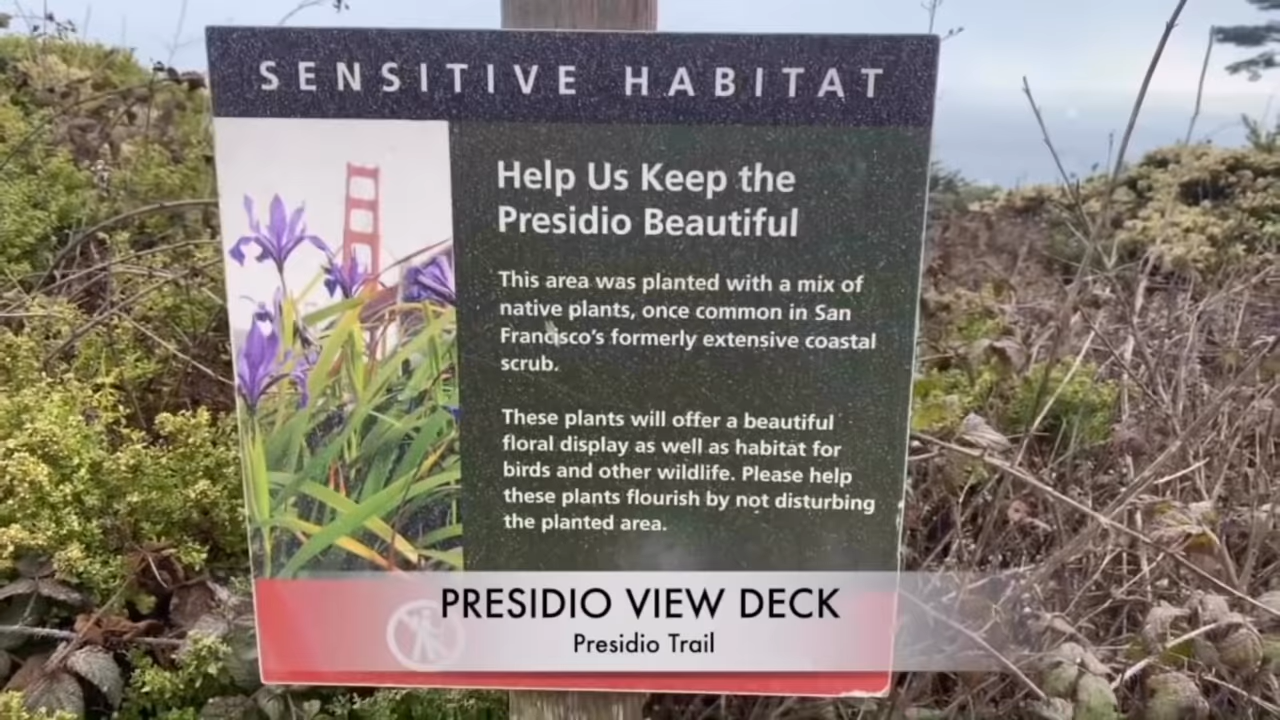 SENSITIVE HABITAT
Help Us Keep the
Presidio Beautiful
This area was planted with a mix of
native plants, once common in San
Francisco's formerly extensive coastal
scrub.
These plants will offer a beautiful
floral display as well as habitat for
birds and other wildlife. Please help
these plants flourish by not disturbing
the planted area.
PRESIDIO VIEW DECK
Presidio Trail